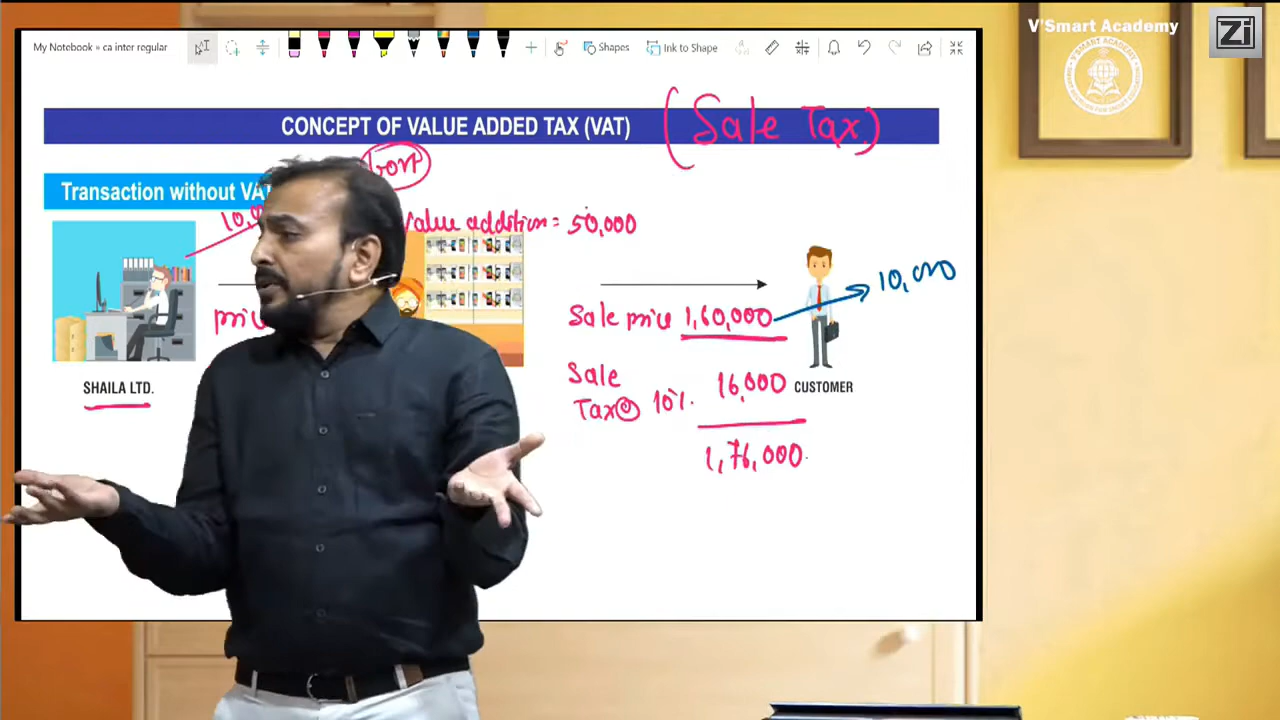 V'Smart Academy
My Notebook » ca inter regular
Shapes
Ink to Shape
CONCEPT OF VALUE ADDED TAX (VAT) (Sale Tax)
Transaction without
Value addition = 50,000
10,000
Sale price 1,60,000
price
Sale
Tax @ 10%. 16,000
SHAILA LTD.
CUSTOMER
1,76,000